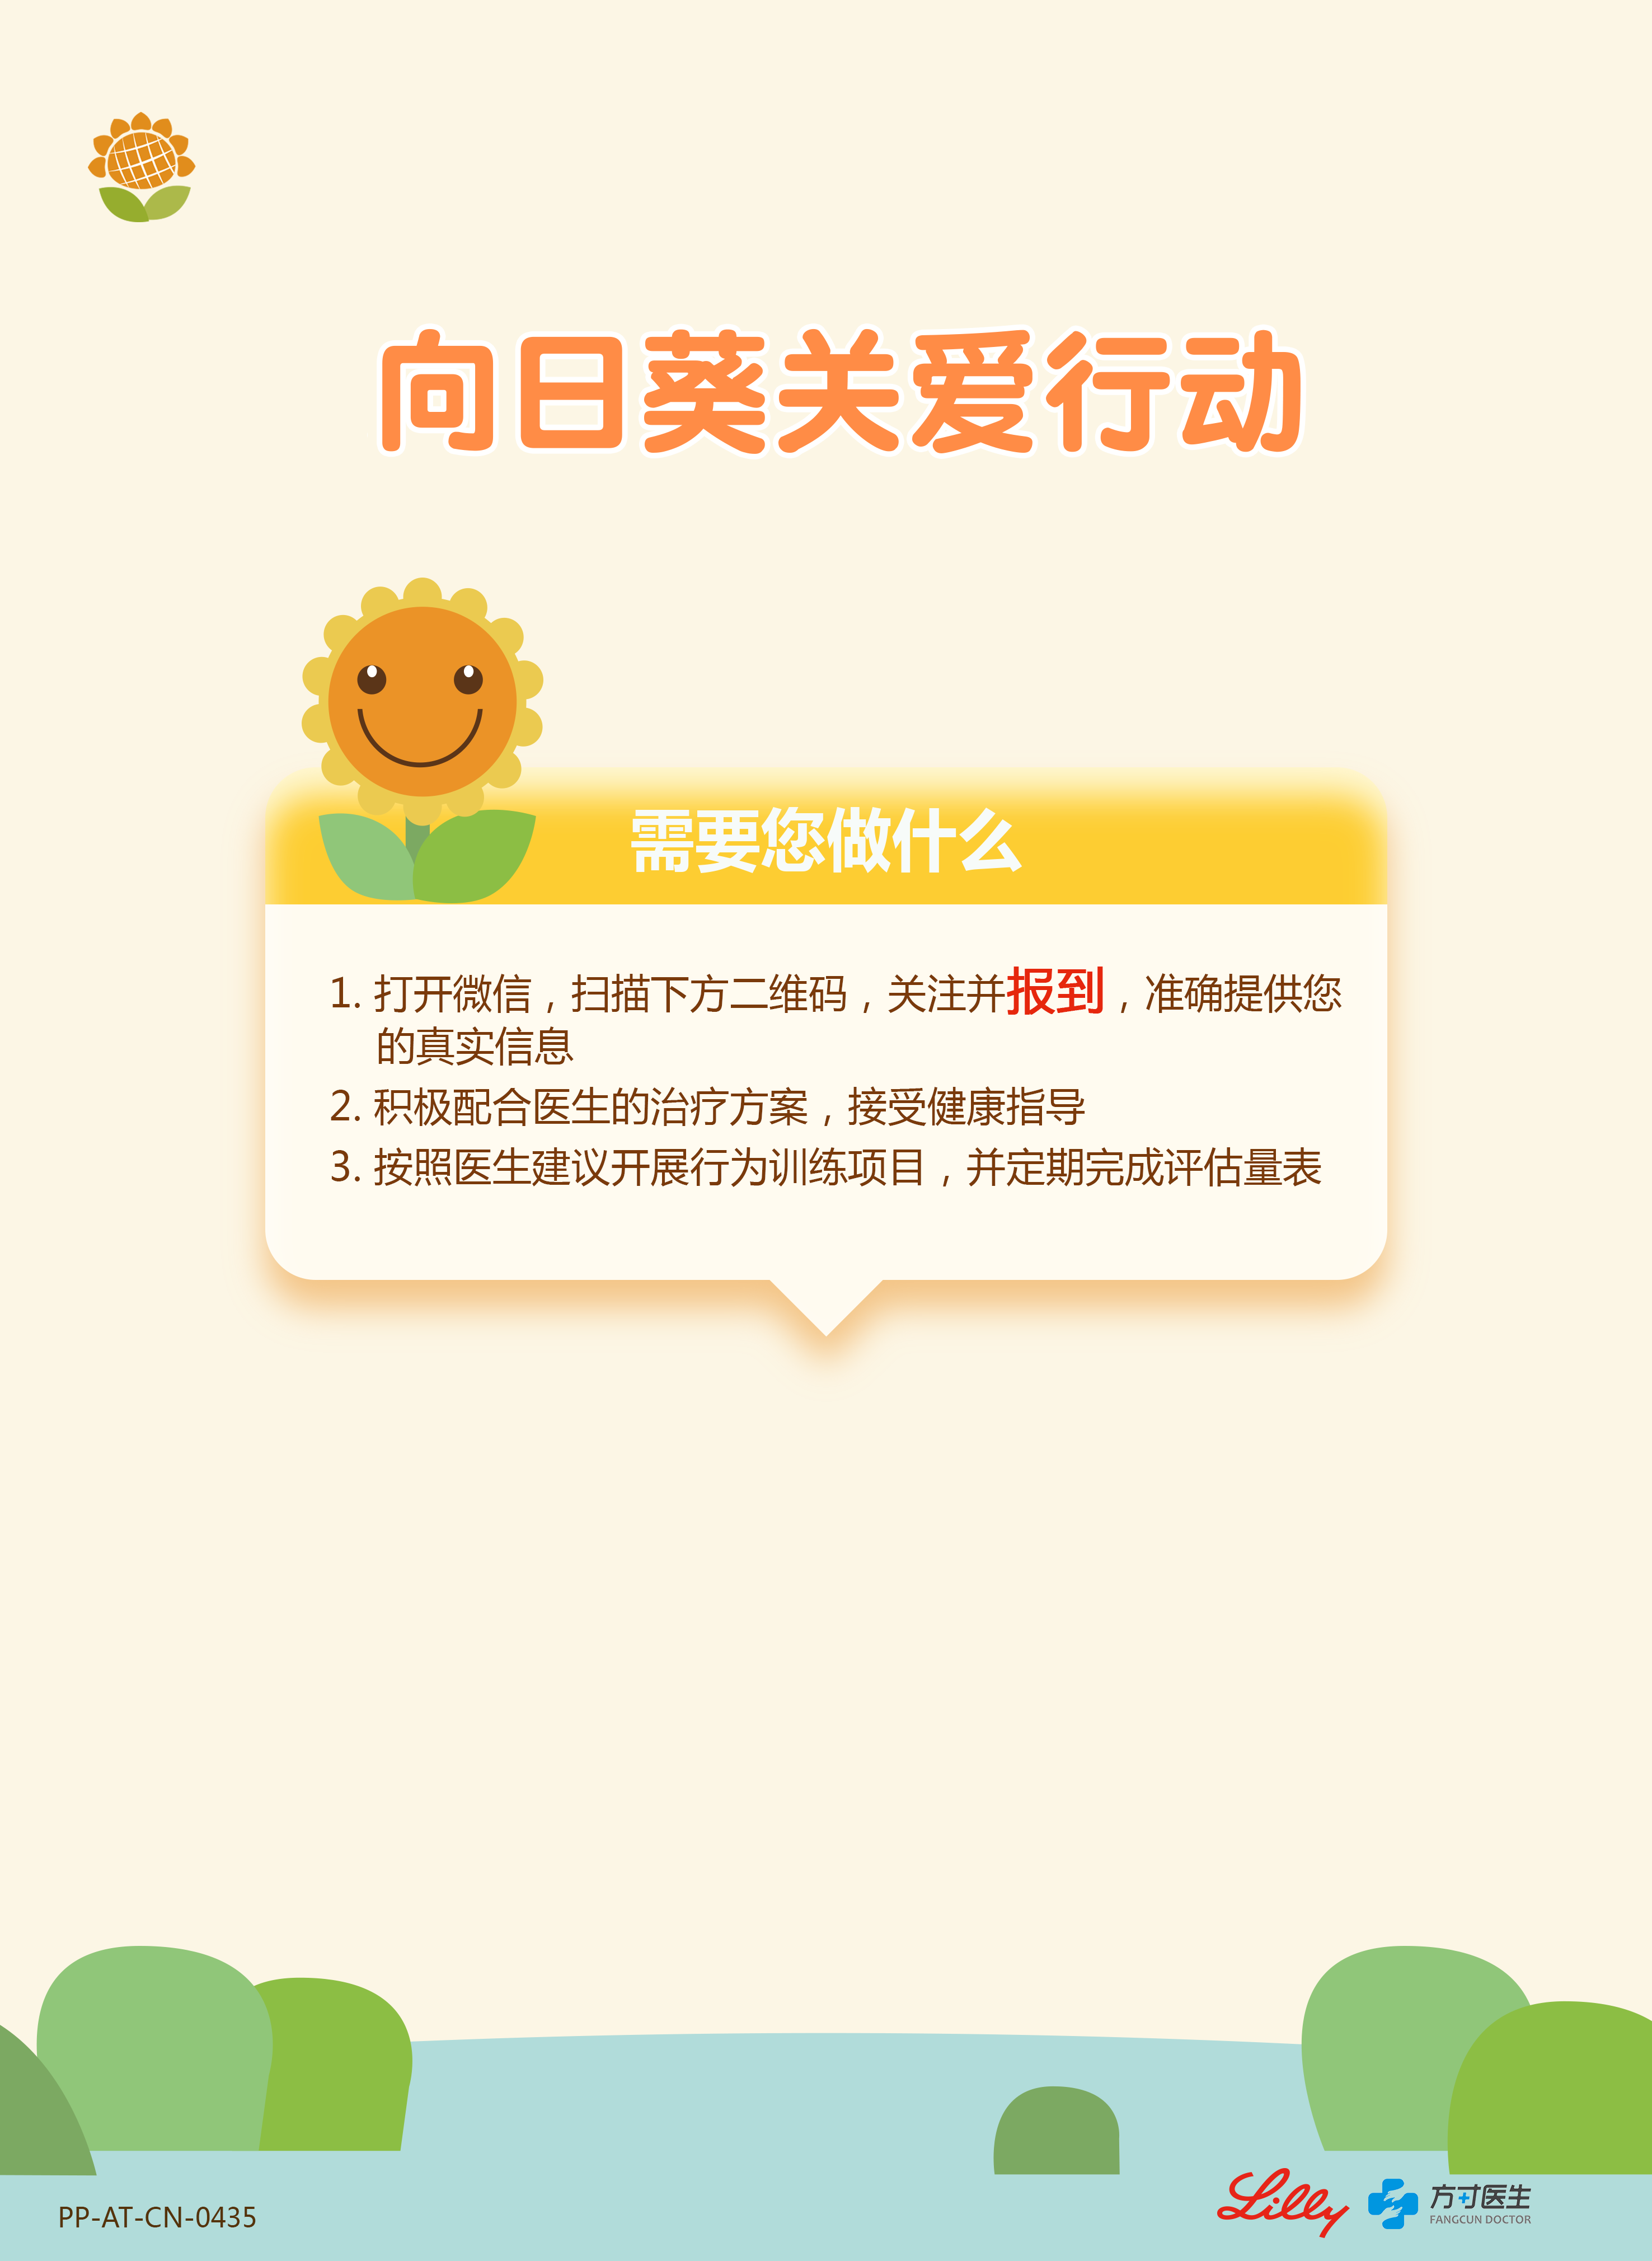 向日葵关爱行动
需要您做什么
1. 打开微信，扫描下方二维码，关注并报到，准确提供您
的真实信息
2. 积极配合医生的治疗方案，接受健康指导
3. 按照医生建议开展行为训练项目，并定期完成评估量表
PP-AT-CN-0435
Lilly
方寸医生
FANGCUN DOCTOR